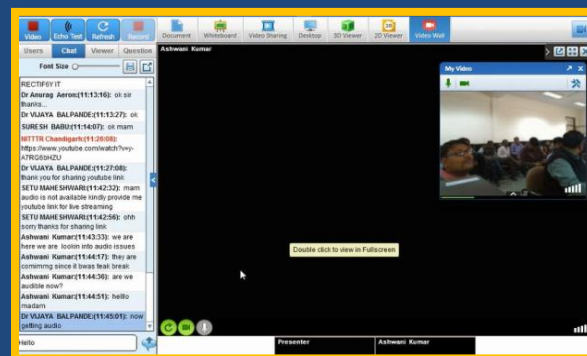 Video
Echo Test
Refresh
Record
Document
Whiteboard
Video Sharing
Desktop
3D Viewer
2D Viewer
Video Wall
Users
Chat
Viewer
Question
Font Size
RECTIF6Y IT
Dr Anurag Aeron:(11:13:16): ok sir
thanks...
Dr VIJAYA BALPANDE:(11:13:27): ok
SURESH BABU:(11:14:07): ok mam
NITTTR Chandigarh:(11:26:08):
https://www.youtube.com/watch?v=y-
A7RG6bHZU
Dr VIJAYA BALPANDE:(11:27:08):
thank you for sharing youtube link
SETU MAHESHWARI:(11:42:32): mam
audio is not available kindly provide me
youtube link for live streaming
SETU MAHESHWARI:(11:42:56): ohh
sorry thanks for sharing link
Ashwani Kumar:(11:43:33): we are
here we are lookin into audio issues
Ashwani Kumar:(11:44:17): they are
comimmg since it bwas teak break
Ashwani Kumar:(11:44:36): are we
audible now?
Ashwani Kumar:(11:44:51): helllo
madam
Dr VIJAYA BALPANDE:(11:45:01): now
getting audio
Hello
Ashwani Kumar
My Video
Double click to view in Fullscreen
Presenter
Ashwani Kumar